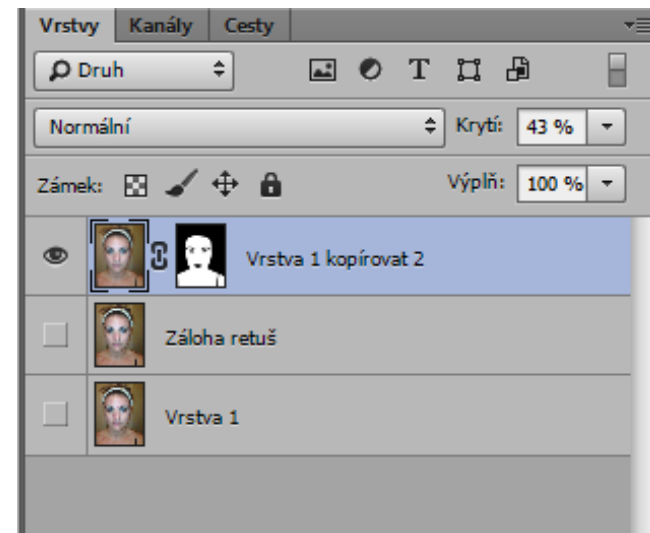 Vrstvy Kanály Cesty
Druh T
Normální Krytí: 43 %
Zámek: Výplň: 100 %
Vrstva 1 kopírovat 2
Záloha retuš
Vrstva 1